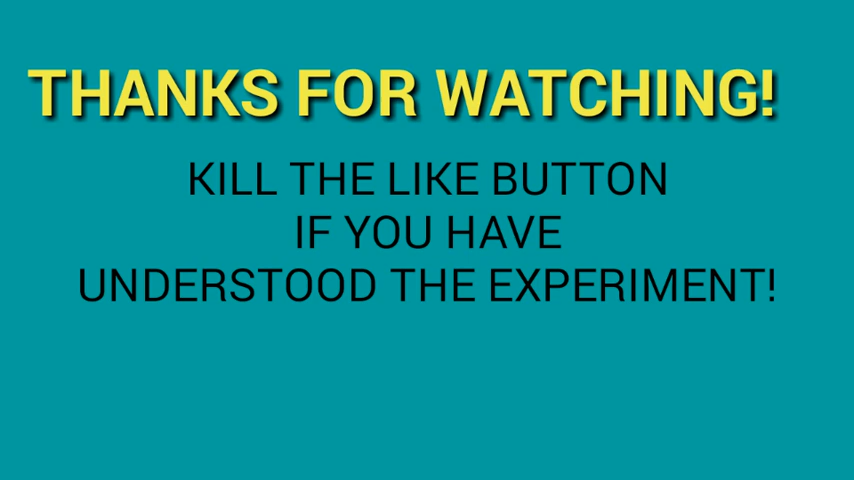 THANKS FOR WATCHING!
KILL THE LIKE BUTTON
IF YOU HAVE
UNDERSTOOD THE EXPERIMENT!